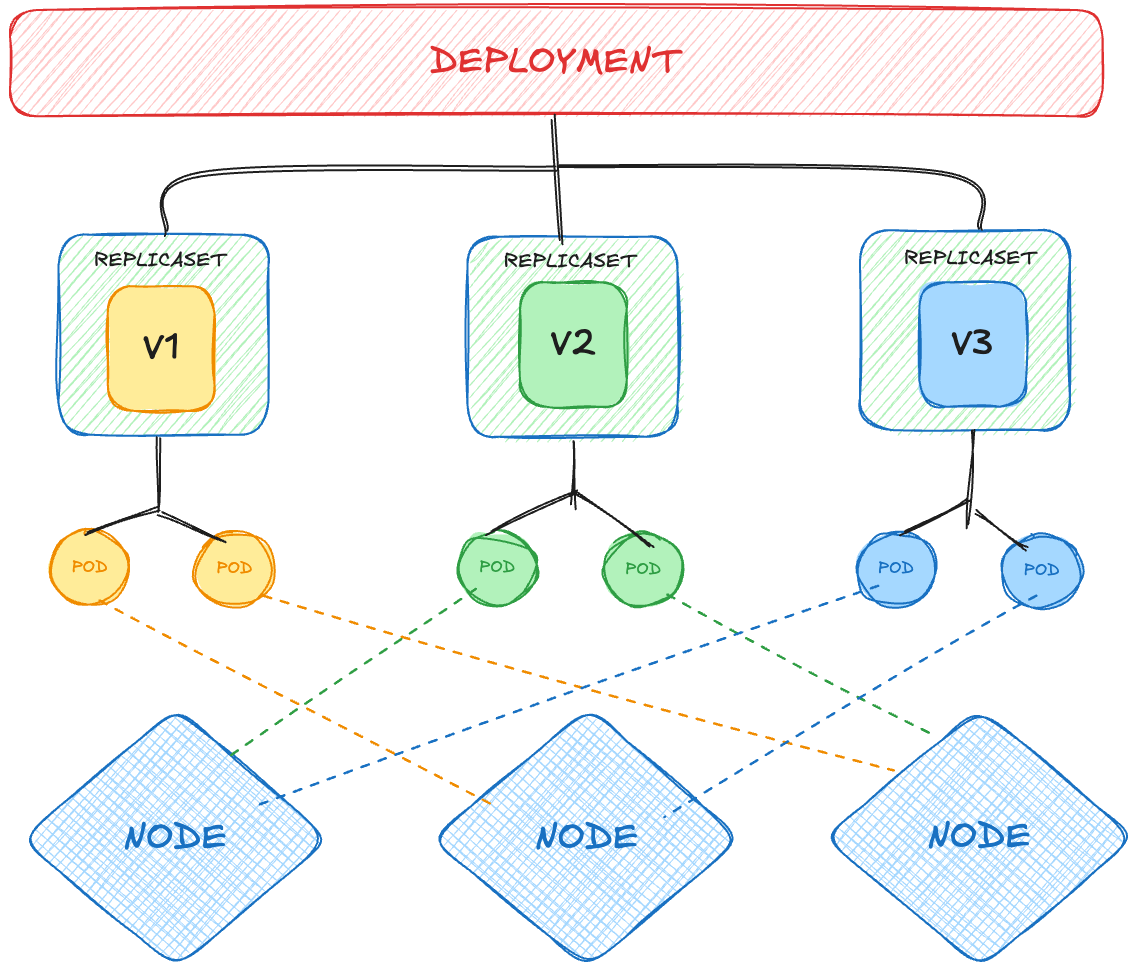 DEPLOYMENT
REPLICASET
REPLICASET
REPLICASET
V1
V2
V3
POD
POD
POD
POD
POD
POD
NODE
NODE
NODE